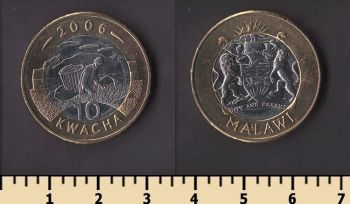 2006
10
KWACHA
UNITY AND FREEDOM
MALAWI
1 2 3 4 5 6 7